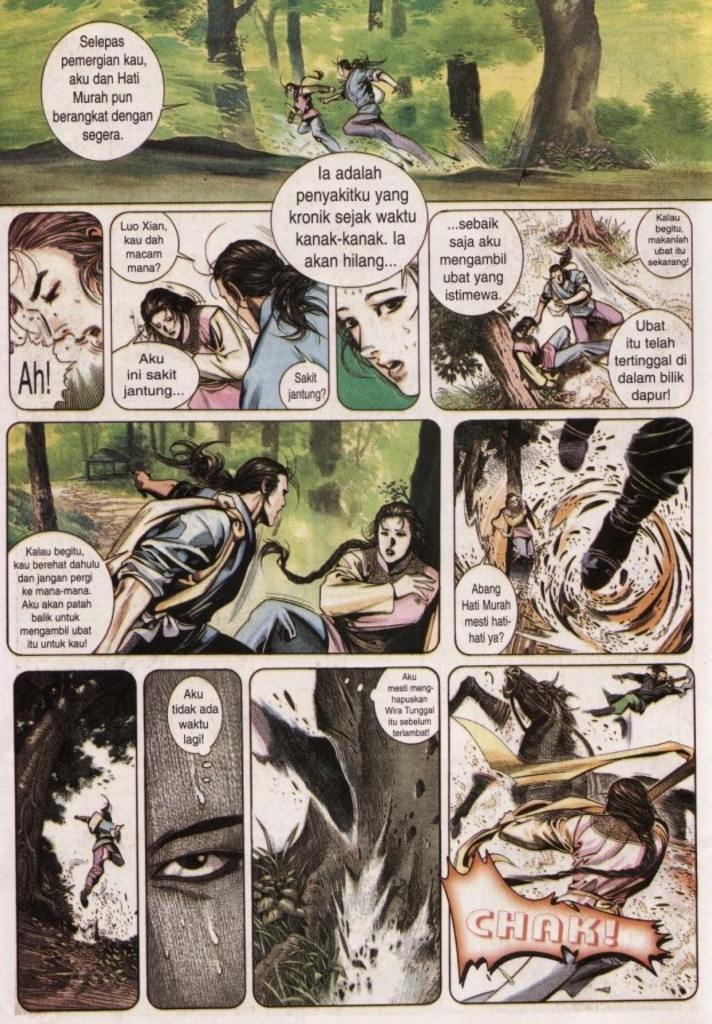 Selepas
pemergian kau,
aku dan Hati
Murah pun
berangkat dengan
segera.
Ah!
Luo Xian,
kau dah
macam
mana?
Aku
ini sakit
jantung...
Sakit
jantung?
Ia adalah
penyakitku yang
kronik sejak waktu
kanak-kanak. Ia
akan hilang...
...sebaik
saja aku
mengambil
ubat yang
istimewa.
Kalau
begitu,
makanlah
ubat itu
sekarang!
Ubat
itu telah
tertinggal di
dalam bilik
dapur!
Kalau begitu,
kau berehat dahulu
dan jangan pergi
ke mana-mana.
Aku akan patah
balik untuk
mengambil ubat
itu untuk kau!
Abang
Hati Murah
mesti hati-
hati ya?
Aku
tidak ada
waktu
lagi!
Aku
mesti meng-
hapuskan
Wira Tunggal
itu sebelum
terlambat!
CHAK!